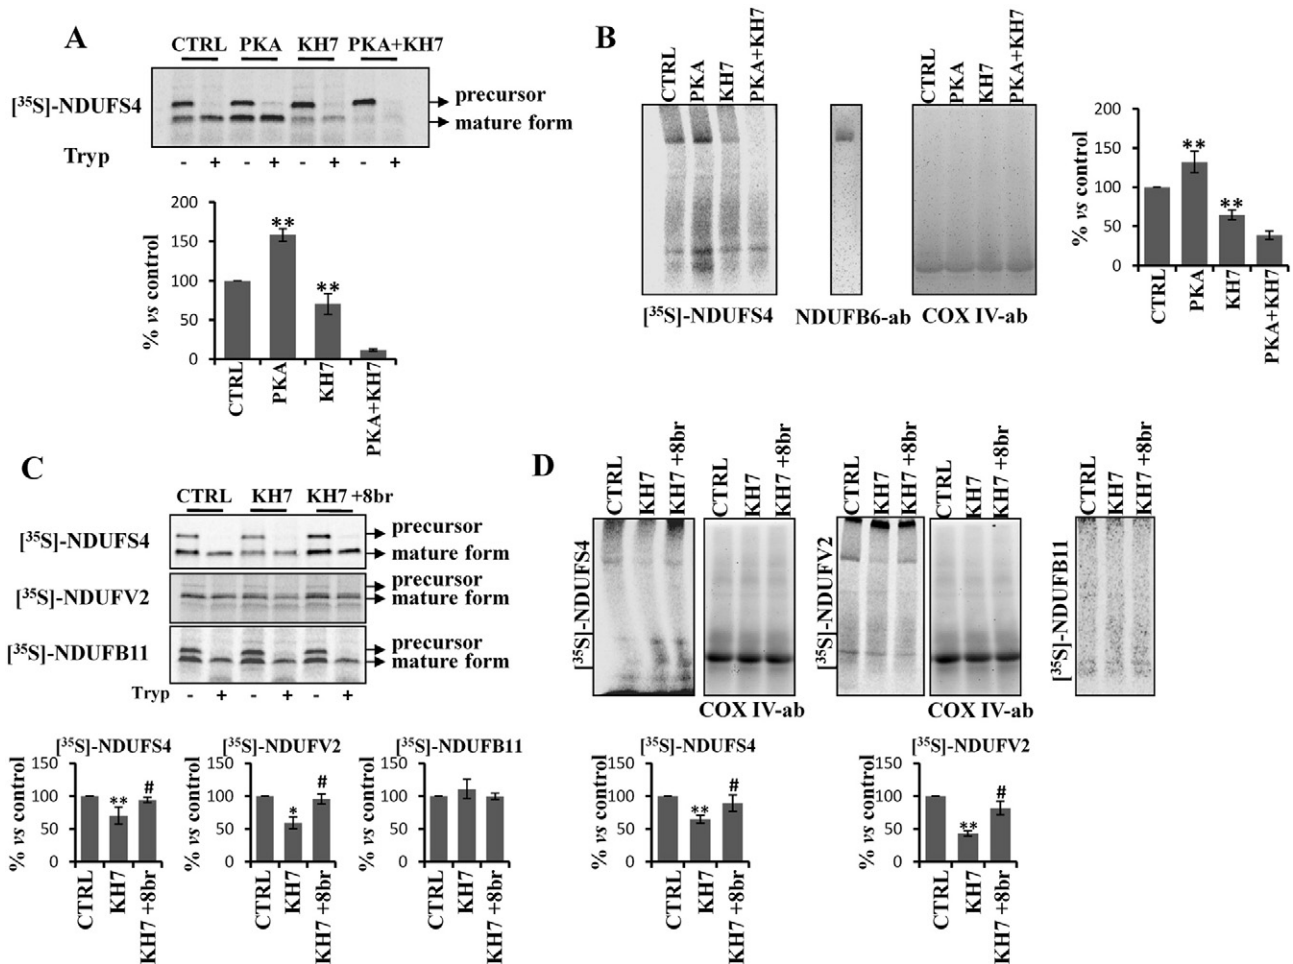 A
CTRL PKA KH7 PKA+KH7
[³⁵S]-NDUFS4
precursor
mature form
Tryp - + - + - + - +
% vs control
200
150
100
50
0
** **
CTRL PKA KH7 PKA+KH7
B
CTRL PKA KH7 PKA+KH7
CTRL PKA KH7 PKA+KH7
[³⁵S]-NDUFS4 NDUFB6-ab COX IV-ab
% vs control
200
150
100
50
0
** **
CTRL PKA KH7 PKA+KH7
C
CTRL KH7 KH7 +8br
[³⁵S]-NDUFS4
precursor
mature form
[³⁵S]-NDUFV2
precursor
mature form
[³⁵S]-NDUFB11
precursor
mature form
Tryp - + - + - +
[³⁵S]-NDUFS4
% vs control
150
100
50
0
** #
CTRL KH7 KH7 +8br
[³⁵S]-NDUFV2
% vs control
150
100
50
0
* #
CTRL KH7 KH7 +8br
[³⁵S]-NDUFB11
% vs control
150
100
50
0
CTRL KH7 KH7 +8br
D
CTRL KH7 KH7 +8br
CTRL KH7 KH7 +8br
CTRL KH7 KH7 +8br
CTRL KH7 KH7 +8br
CTRL KH7 KH7 +8br
[³⁵S]-NDUFS4
COX IV-ab
[³⁵S]-NDUFV2
COX IV-ab
[³⁵S]-NDUFB11
[³⁵S]-NDUFS4
% vs control
150
100
50
0
** #
CTRL KH7 KH7 +8br
[³⁵S]-NDUFV2
% vs control
150
100
50
0
** #
CTRL KH7 KH7 +8br